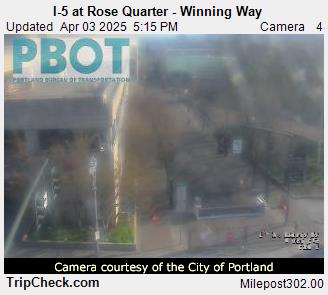 I-5 at Rose Quarter - Winning Way
Updated Apr 03 2025 5:15 PM Camera 4
PBOT
PORTLAND BUREAU OF TRANSPORTATION
Camera courtesy of the City of Portland
TripCheck.com Milepost302.00